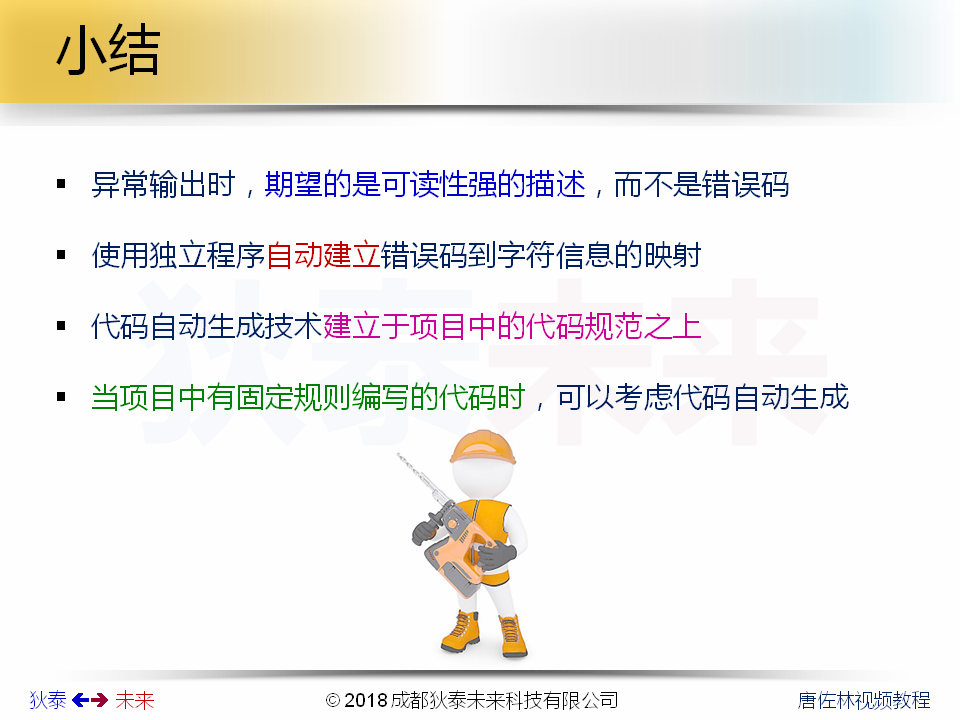 小结
异常输出时，期望的是可读性强的描述，而不是错误码
使用独立程序自动建立错误码到字符信息的映射
代码自动生成技术建立于项目中的代码规范之上
当项目中有固定规则编写的代码时，可以考虑代码自动生成
狄泰未来
狄泰 未来
© 2018 成都狄泰未来科技有限公司
唐佐林视频教程